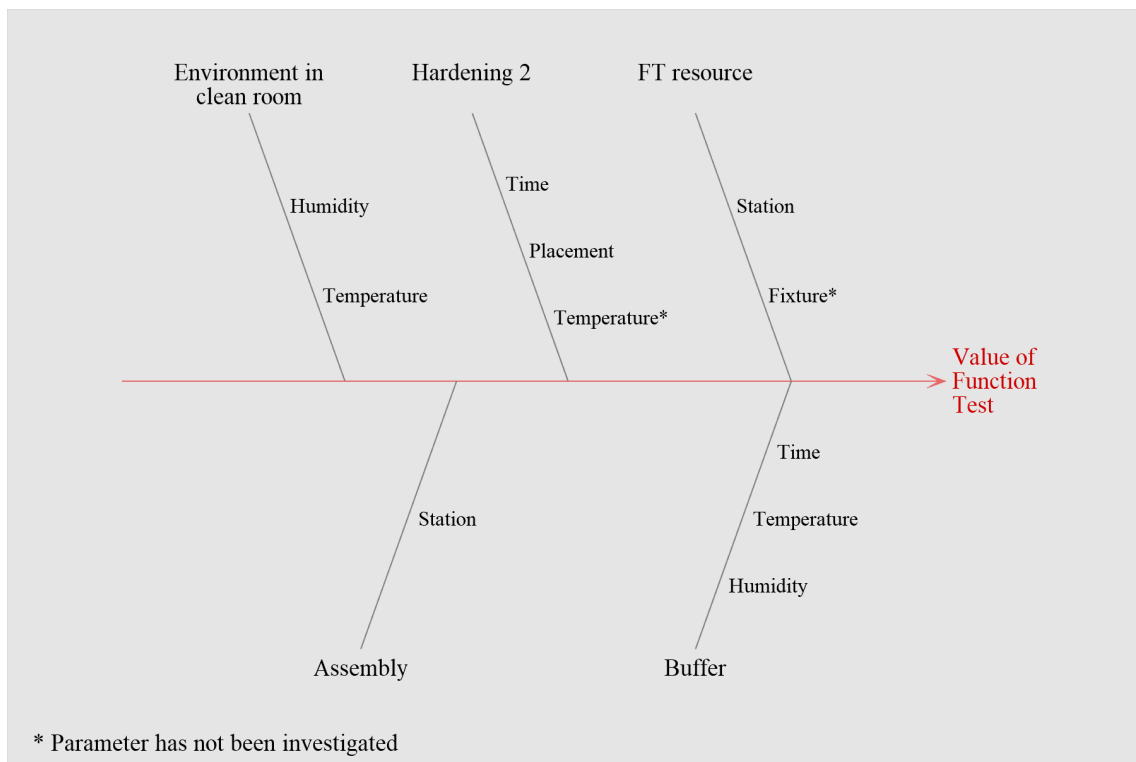 Environment in
clean room
Hardening 2
FT resource
Humidity
Temperature
Time
Placement
Temperature*
Station
Fixture*
Value of
Function
Test
Station
Time
Temperature
Humidity
Assembly
Buffer
* Parameter has not been investigated